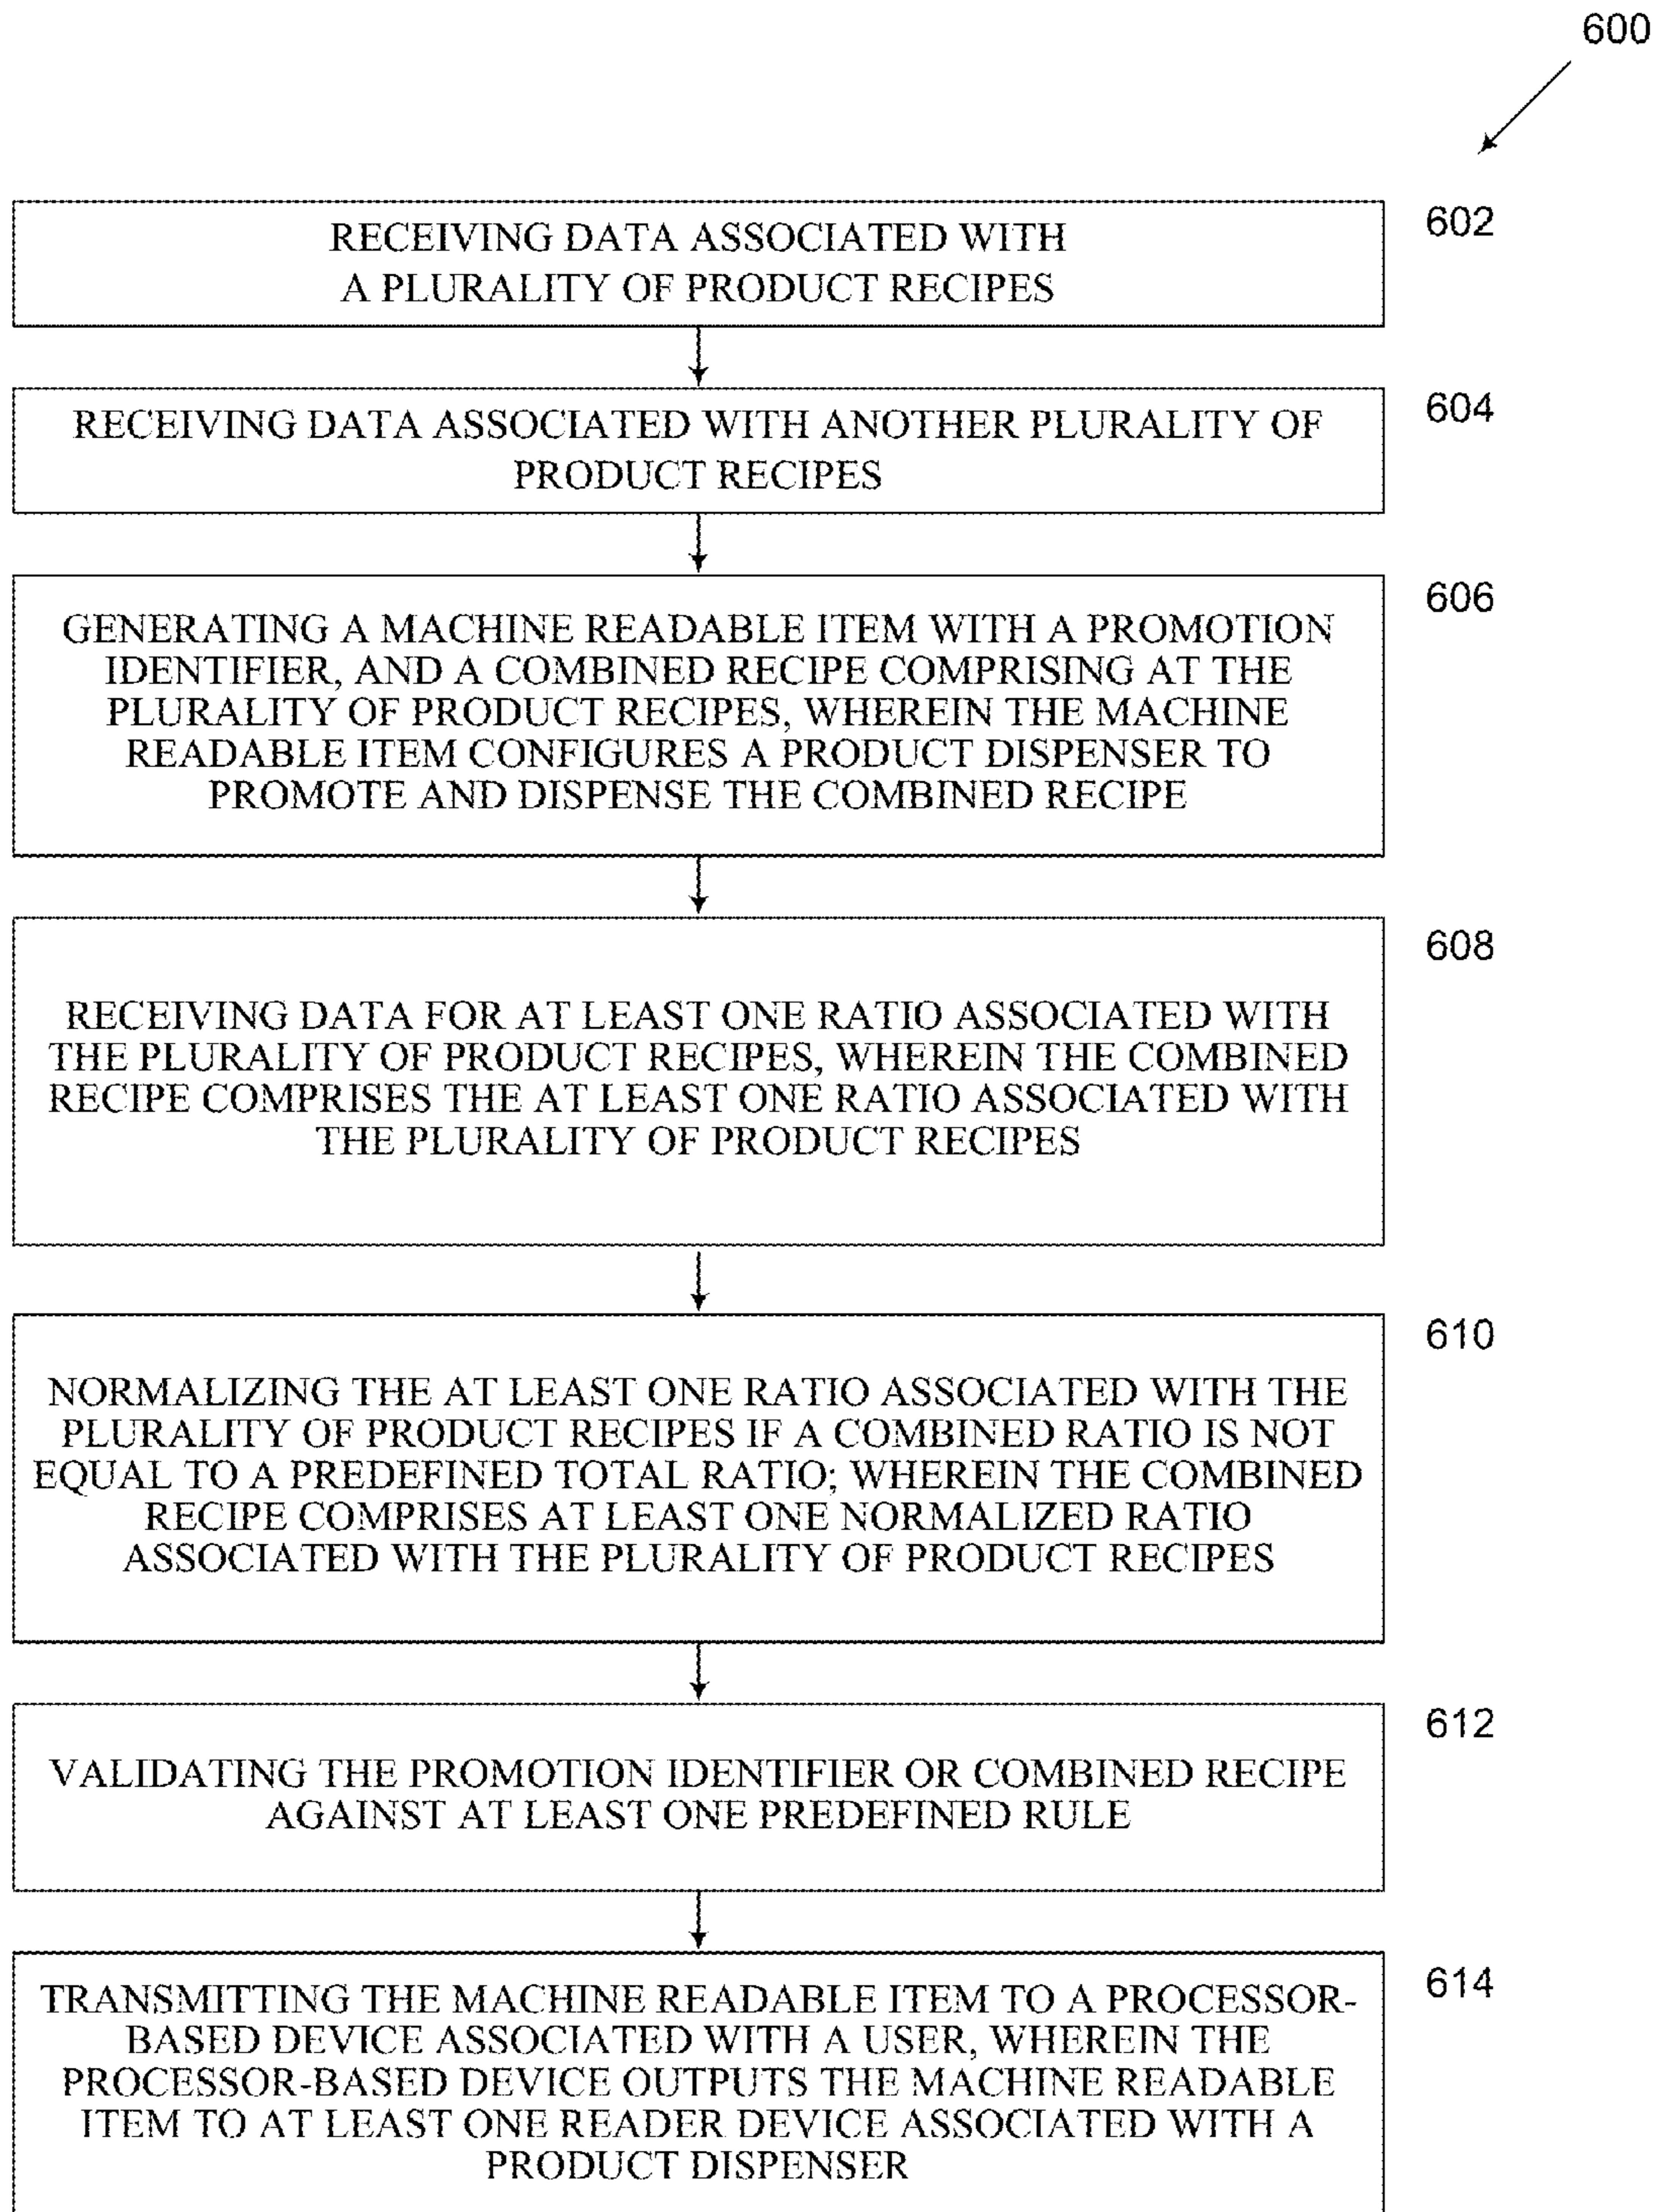 600
602
RECEIVING DATA ASSOCIATED WITH
A PLURALITY OF PRODUCT RECIPES
604
RECEIVING DATA ASSOCIATED WITH ANOTHER PLURALITY OF
PRODUCT RECIPES
606
GENERATING A MACHINE READABLE ITEM WITH A PROMOTION
IDENTIFIER, AND A COMBINED RECIPE COMPRISING AT THE
PLURALITY OF PRODUCT RECIPES, WHEREIN THE MACHINE
READABLE ITEM CONFIGURES A PRODUCT DISPENSER TO
PROMOTE AND DISPENSE THE COMBINED RECIPE
608
RECEIVING DATA FOR AT LEAST ONE RATIO ASSOCIATED WITH
THE PLURALITY OF PRODUCT RECIPES, WHEREIN THE COMBINED
RECIPE COMPRISES THE AT LEAST ONE RATIO ASSOCIATED WITH
THE PLURALITY OF PRODUCT RECIPES
610
NORMALIZING THE AT LEAST ONE RATIO ASSOCIATED WITH THE
PLURALITY OF PRODUCT RECIPES IF A COMBINED RATIO IS NOT
EQUAL TO A PREDEFINED TOTAL RATIO; WHEREIN THE COMBINED
RECIPE COMPRISES AT LEAST ONE NORMALIZED RATIO
ASSOCIATED WITH THE PLURALITY OF PRODUCT RECIPES
612
VALIDATING THE PROMOTION IDENTIFIER OR COMBINED RECIPE
AGAINST AT LEAST ONE PREDEFINED RULE
614
TRANSMITTING THE MACHINE READABLE ITEM TO A PROCESSOR-
BASED DEVICE ASSOCIATED WITH A USER, WHEREIN THE
PROCESSOR-BASED DEVICE OUTPUTS THE MACHINE READABLE
ITEM TO AT LEAST ONE READER DEVICE ASSOCIATED WITH A
PRODUCT DISPENSER